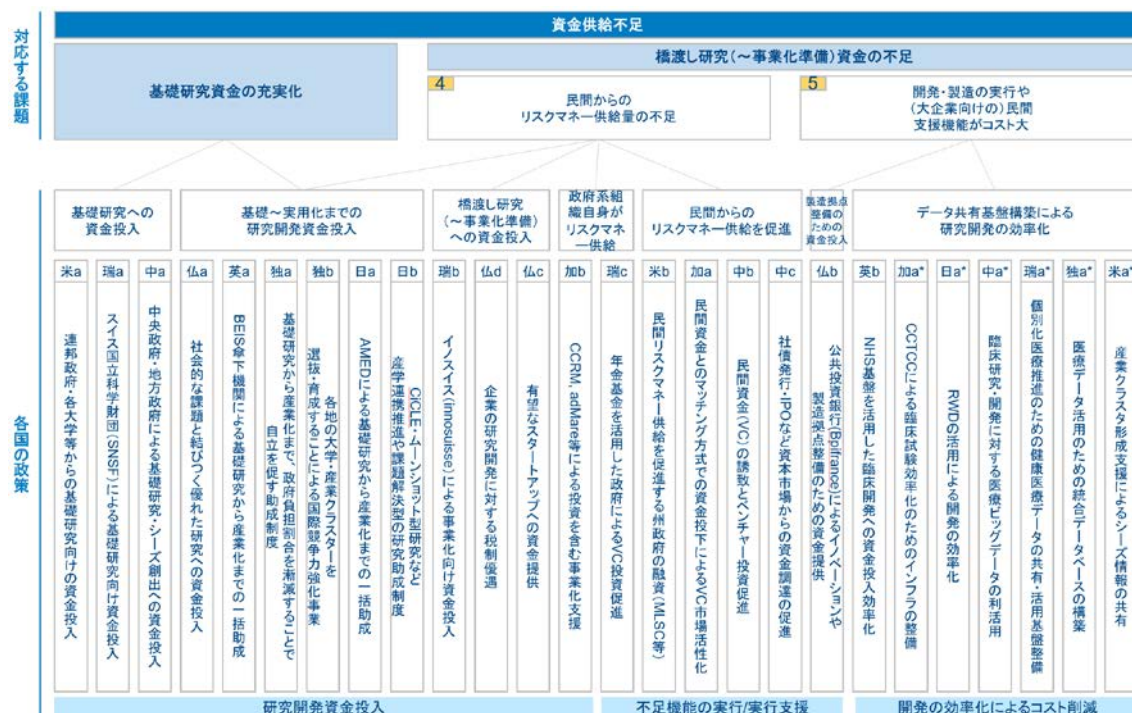 資金供給不足
対応する課題
基礎研究資金の充実化
橋渡し研究(～事業化準備)資金の不足
4
民間からの
リスクマネー供給量の不足
5
開発・製造の実行や
(大企業向けの)民間
支援機能がコスト大
各国の政策
基礎研究への
資金投入
基礎～実用化までの
研究開発資金投入
橋渡し研究
(～事業化準備)
への資金投入
政府系組
織自身が
リスクマネ
ー供給
民間からの
リスクマネー供給を促進
製造拠点
整備の
ための
資金投入
データ共有基盤構築による
研究開発の効率化
米a
連邦政府・各大学等からの基礎研究向けの資金投入
瑞a
スイス国立科学財団(SNSF)による基礎研究向け資金投入
中a
中央政府・地方政府による基礎研究・シーズ創出への資金投入
仏a
社会的な課題と結びつく優れた研究への資金投入
英a
BEIS傘下機関による基礎研究から産業化までの一括助成
独a
基礎研究から産業化まで、政府負担割合を漸減することで
自立を促す助成制度
独b
各地の大学・産業クラスターを
選抜・育成することによる国際競争力強化事業
日a
AMEDによる基礎研究から産業化までの一括助成
日b
CiCLE・ムーンショット型研究など
産学連携推進や課題解決型の研究助成制度
瑞b
イノスイス(innosuisse)による事業化向け資金投入
仏d
企業の研究開発に対する税制優遇
仏c
有望なスタートアップへの資金提供
加b
CCRM, adMare等による投資を含む事業化支援
瑞c
年金基金を活用した政府によるVC投資促進
米b
民間リスクマネー供給を促進する州政府の融資(MLSC等)
加a
民間資金とのマッチング方式での資金投下によるVC市場活性化
中b
民間資金(VC)の誘致とベンチャー投資促進
中c
社債発行・IPOなど資本市場からの資金調達の促進
仏b
公共投資銀行(Bpifrance)によるイノベーションや
製造拠点整備のための資金提供
英b
NHS基盤を活用した臨床開発への資金投入効率化
加a*
CCTCCによる臨床試験効率化のためのインフラの整備
日a*
RWDの活用による開発の効率化
中a*
臨床研究・開発に対する医療ビッグデータの利活用
瑞a*
個別化医療推進のための健康医療データの共有・活用基盤整備
独a*
医療データ活用のための統合データベースの構築
米a*
産業クラスタ形成支援によるシーズ情報の共有
研究開発資金投入
不足機能の実行/実行支援
開発の効率化によるコスト削減